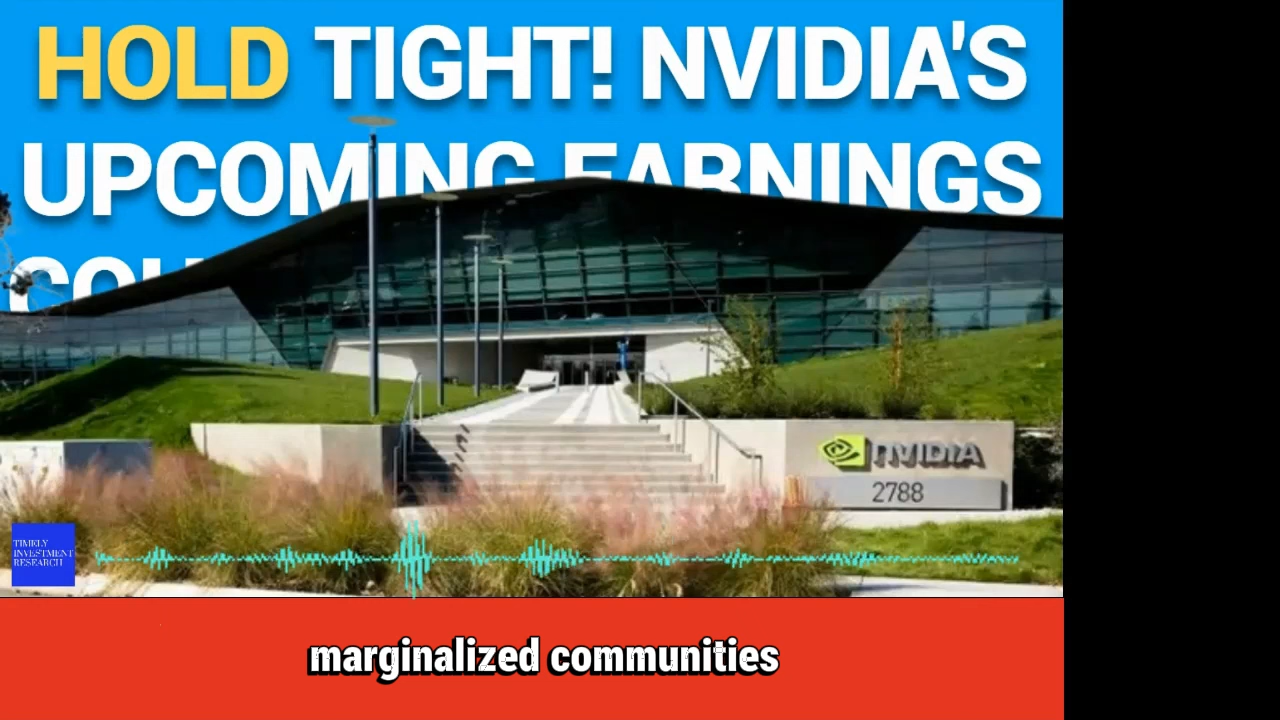 HOLD TIGHT! NVIDIA'S
UPCOMING EARNINGS
NVIDIA
2788
TIMELY
INVESTMENT
RESEARCH
marginalized communities